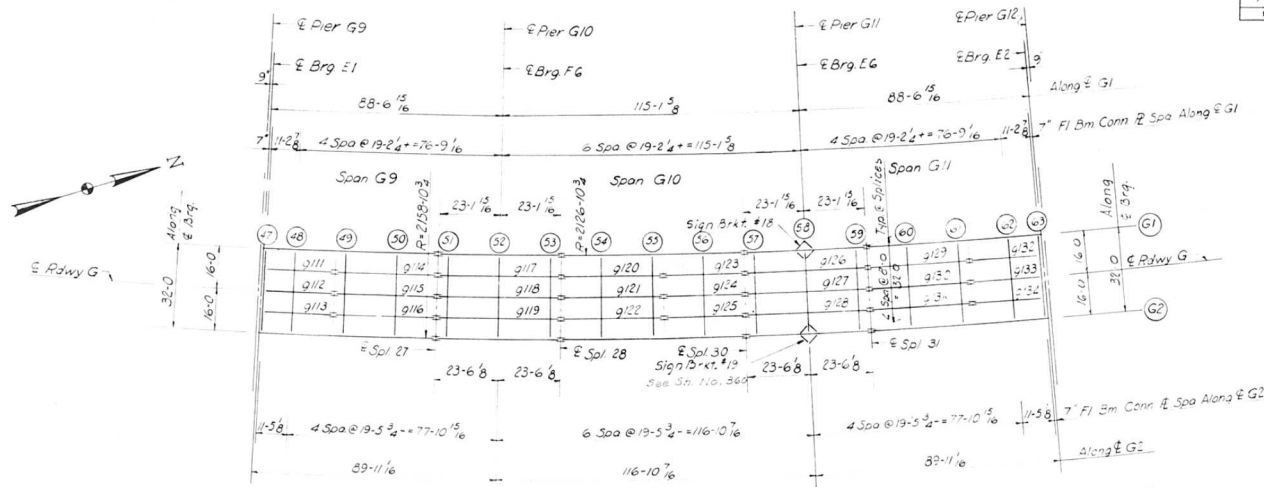 ℄ Pier G9
℄ Pier G10
℄ Pier G11
℄ Pier G12
℄ Brg. E1
℄ Brg. F6
℄ Brg. E6
℄ Brg. E2
9"
9"
88-6 15/16
115-1 5/8
88-6 15/16
Along ℄ G1
7"
11-2 7/8
4 Spa @ 19-2 1/4 + = 76-9 1/16
6 Spa @ 19-2 1/4 + = 115-1 5/8
4 Spa @ 19-2 1/4 + = 76-9 1/16
11-2 7/8
7" Fl Bm Conn ℄ Spa Along ℄ G1
N
Span G9
Span G10
Span G11
R=2158-10 3/4
R=2126-10 3/4
Typ ℄ Splices
23-1 15/16
23-1 15/16
23-1 15/16
23-1 15/16
Sign Brkt. #18
Along ℄ Brg.
Along ℄ Brg.
47 48 49 50 51 52 53 54 55 56 57 58 59 60 61 62 63
G1
℄ Rdwy G
32-0
16-0
16-0
g111 g114 g117 g120 g123 g126 g129 g132
g112 g115 g118 g121 g124 g127 g130 g133
g113 g116 g119 g122 g125 g128
4 Spa @ 8-0 = 32-0
16-0
16-0
32-0
℄ Rdwy G
G2
℄ Spl. 27
℄ Spl. 28
℄ Spl. 30
℄ Spl. 31
Sign Brkt. #19
See Sh. No. 360
23-6 1/8
23-6 1/8
23-6 1/8
23-6 1/8
11-5 1/8
4 Spa @ 19-5 3/4 - = 77-10 15/16
6 Spa @ 19-5 3/4 - = 116-10 7/16
4 Spa @ 19-5 3/4 - = 77-10 15/16
11-5 1/8
7" Fl Bm Conn ℄ Spa Along ℄ G2
89-11 1/16
116-10 7/16
89-11 1/16
Along ℄ G2